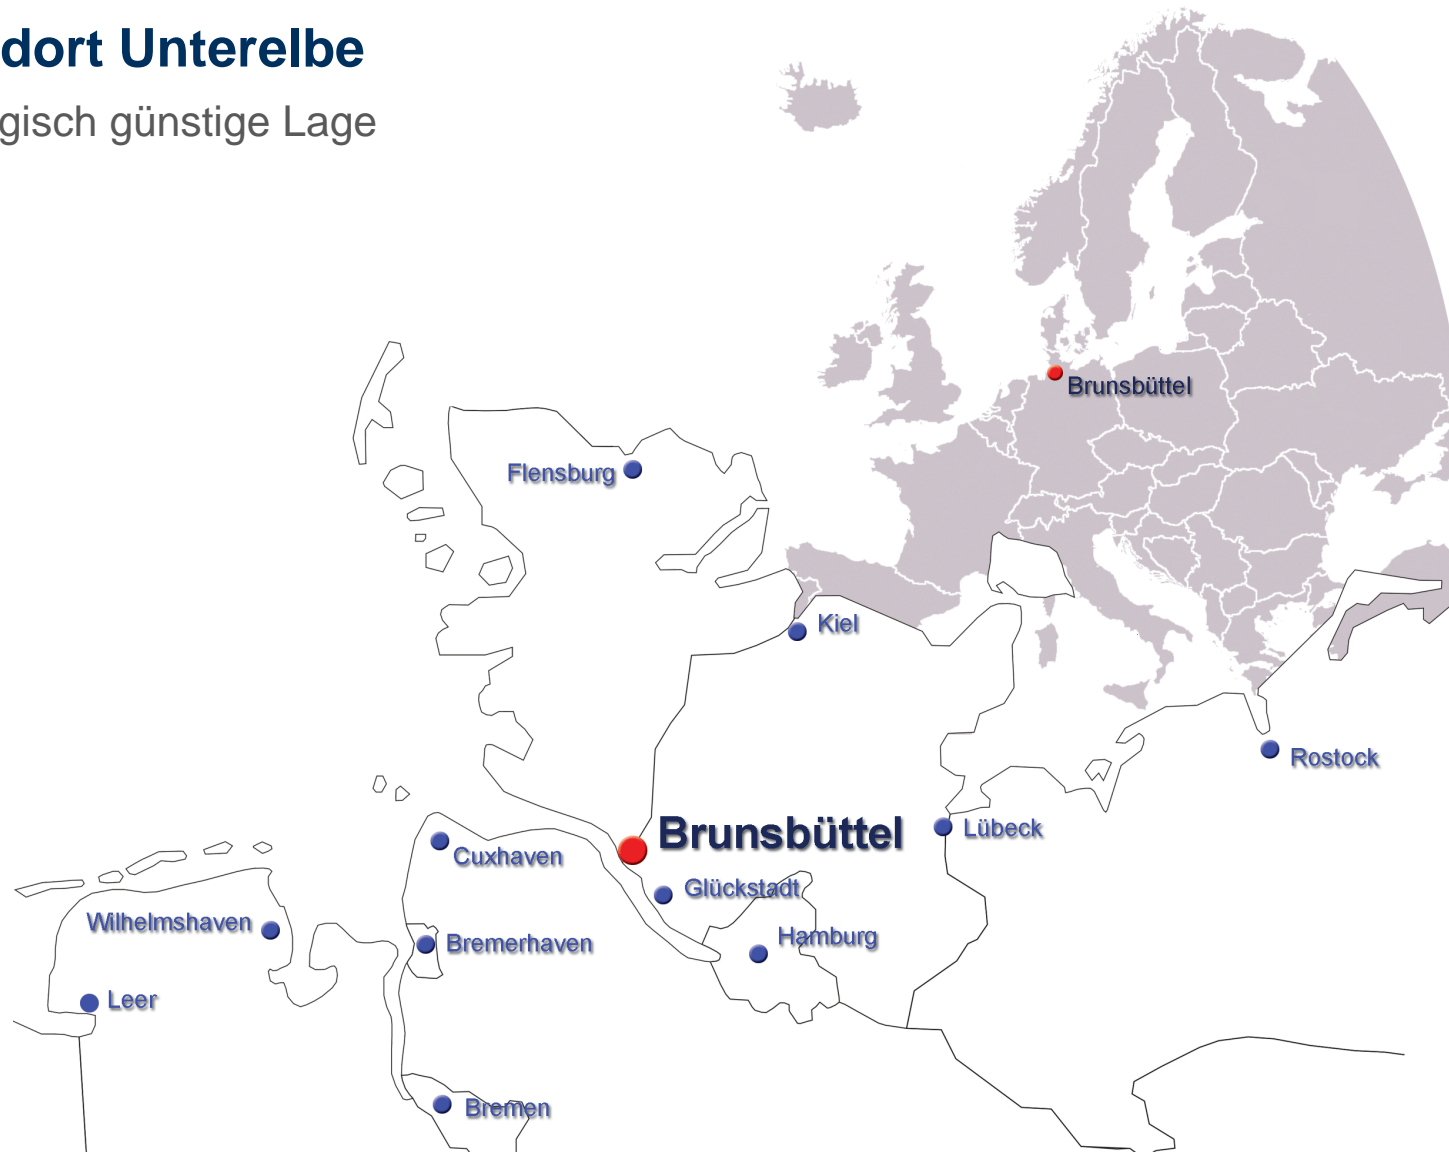 dort Unterelbe
gisch günstige Lage
Brunsbüttel
Flensburg
Kiel
Rostock
Brunsbüttel
Lübeck
Cuxhaven
Glückstadt
Wilhelmshaven
Bremerhaven
Hamburg
Leer
Bremen